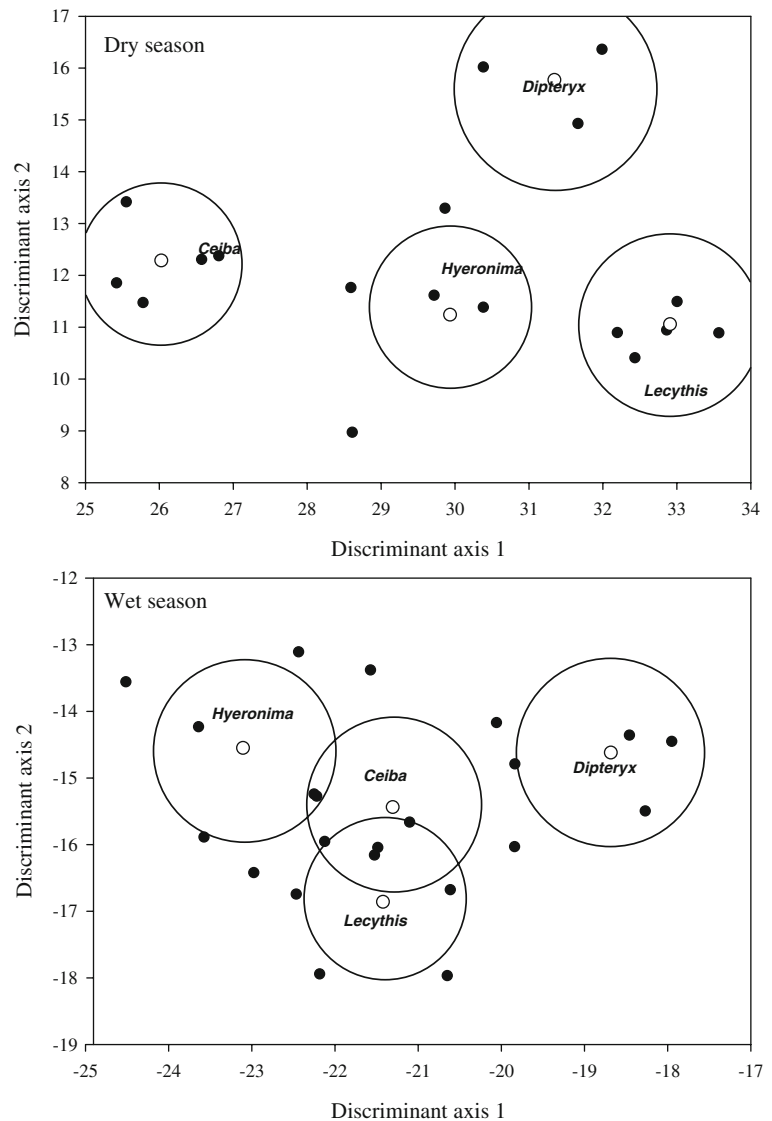 17
Dry season
16
Dipteryx
15
14
13
Ceiba
12
Hyeronima
11
10
Lecythis
9
8
25 26 27 28 29 30 31 32 33 34
Discriminant axis 1
Discriminant axis 2
-12
Wet season
-13
-14
Hyeronima
-15
Ceiba
Dipteryx
-16
-17
Lecythis
-18
-19
-25 -24 -23 -22 -21 -20 -19 -18 -17
Discriminant axis 1
Discriminant axis 2